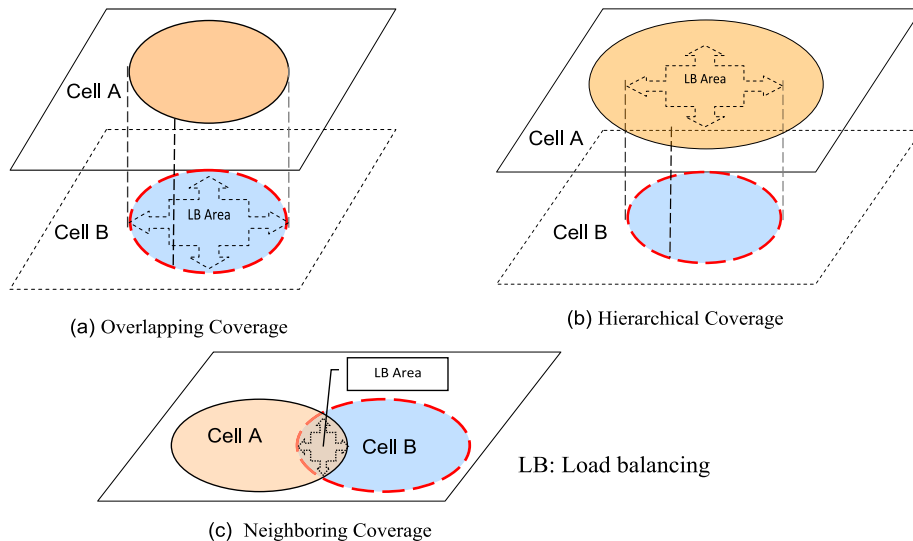 Cell A
LB Area
Cell B
(a) Overlapping Coverage
LB Area
Cell A
Cell B
(b) Hierarchical Coverage
LB Area
Cell A
Cell B
LB: Load balancing
(c) Neighboring Coverage